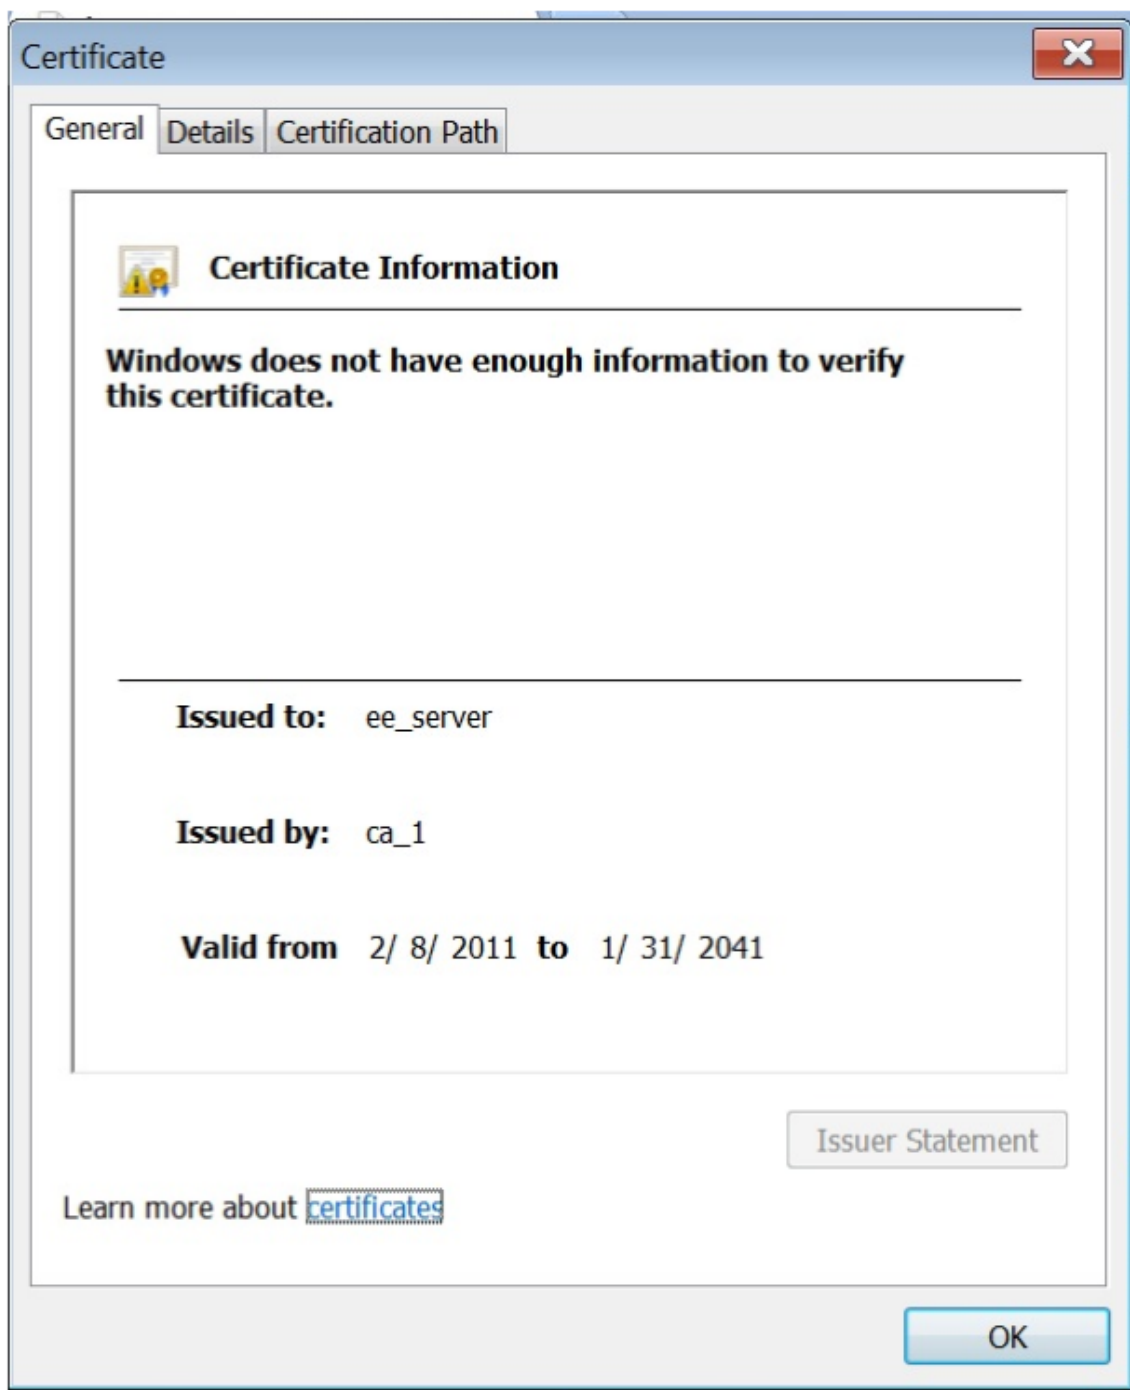 Certificate
General Details Certification Path
Certificate Information
Windows does not have enough information to verify
this certificate.
Issued to: ee_server
Issued by: ca_1
Valid from 2/ 8/ 2011 to 1/ 31/ 2041
Issuer Statement
Learn more about certificates
OK